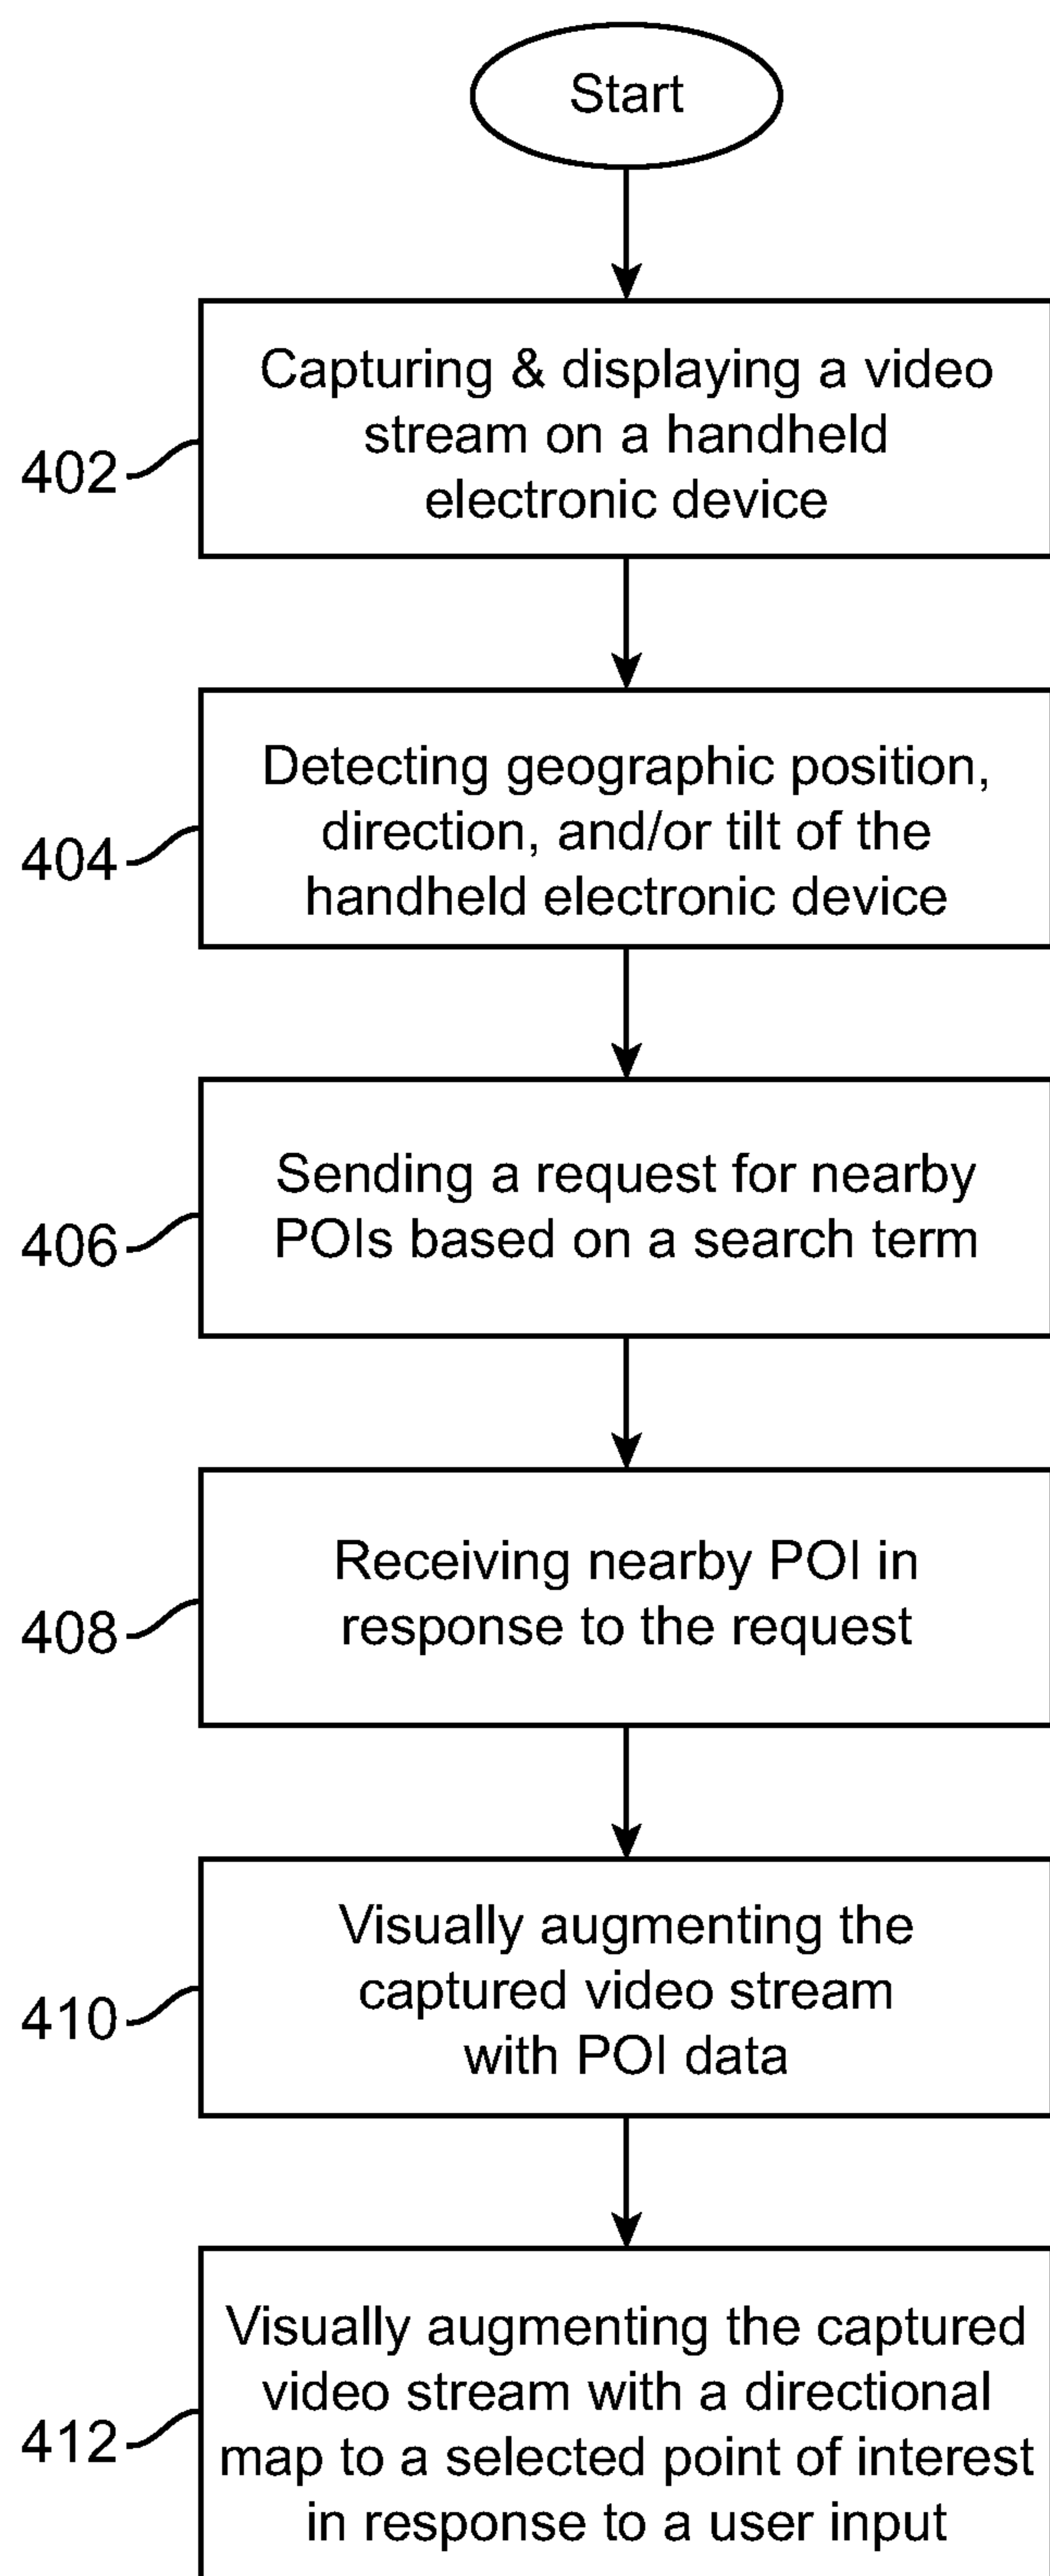 Start
Capturing & displaying a video
stream on a handheld
electronic device
402
Detecting geographic position,
direction, and/or tilt of the
handheld electronic device
404
Sending a request for nearby
POIs based on a search term
406
Receiving nearby POI in
response to the request
408
Visually augmenting the
captured video stream
with POI data
410
Visually augmenting the captured
video stream with a directional
map to a selected point of interest
in response to a user input
412